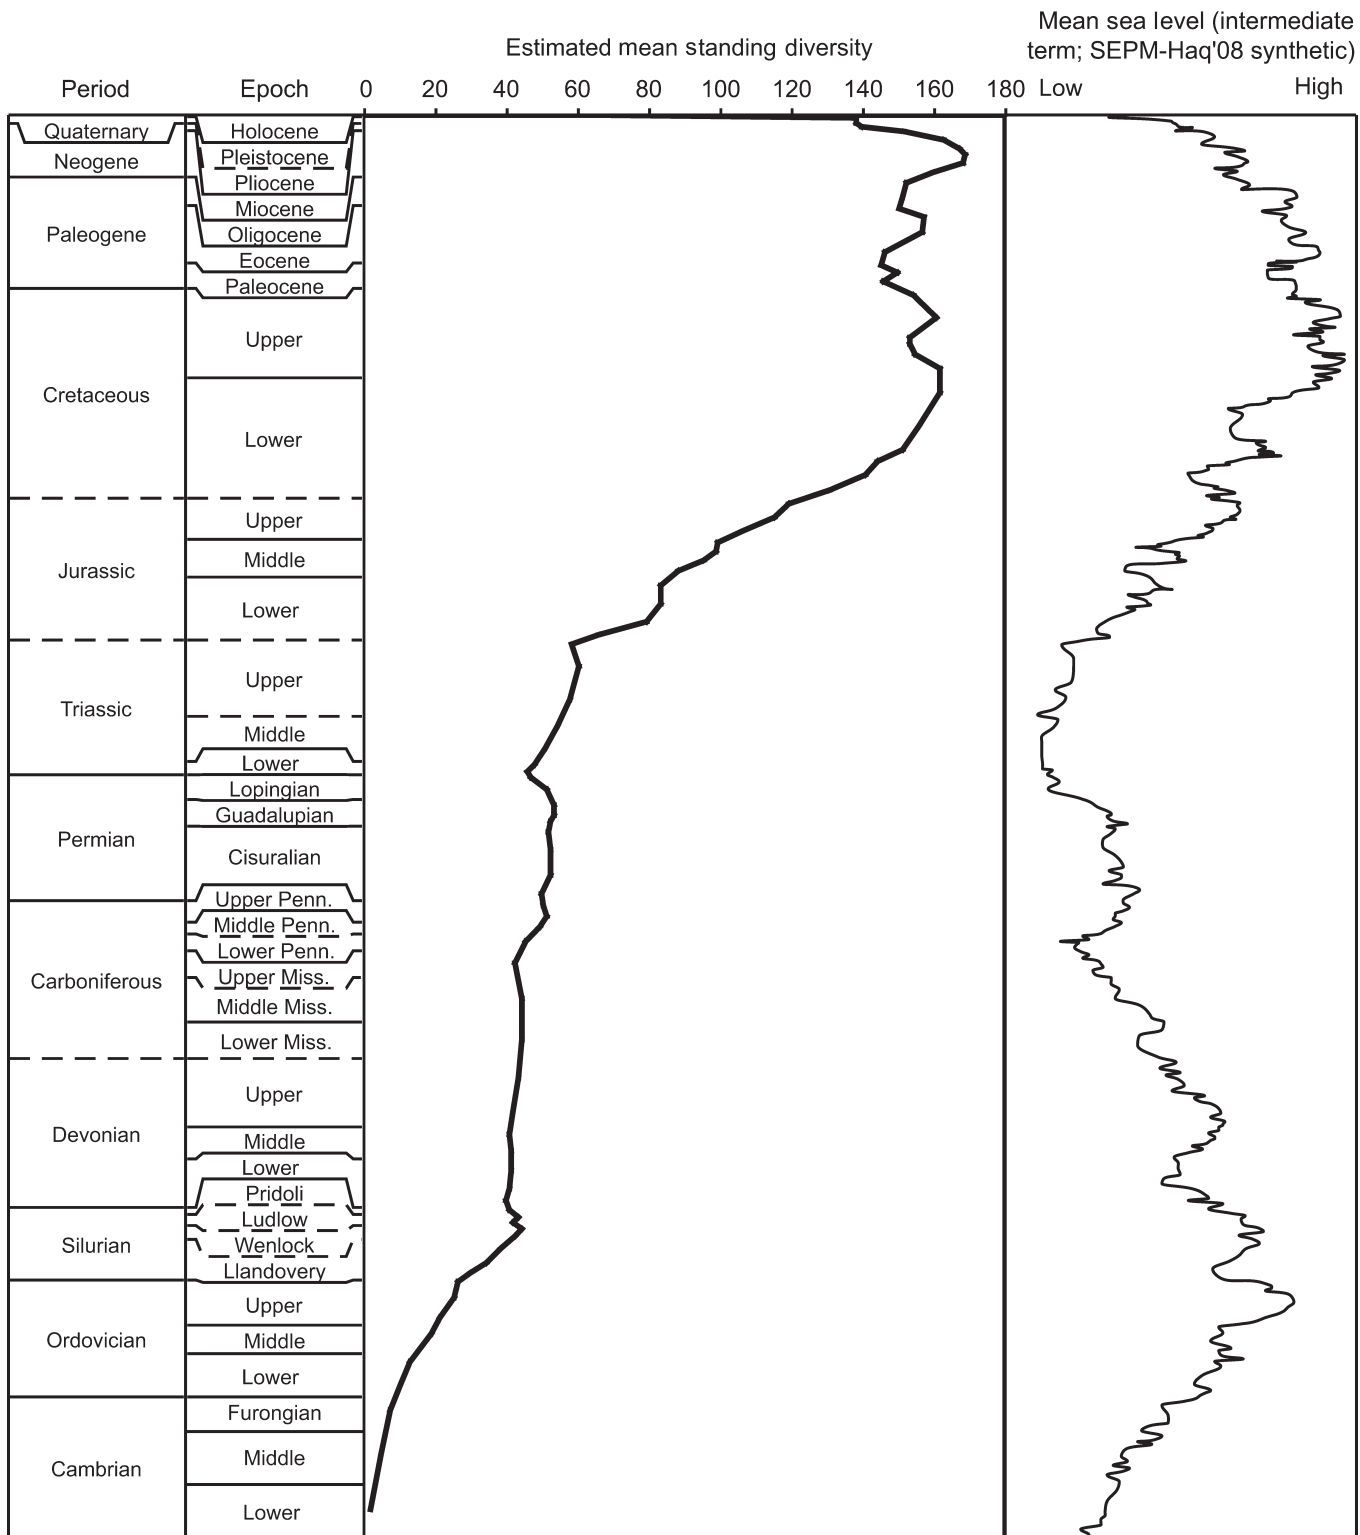 Mean sea level (intermediate
Estimated mean standing diversity
term; SEPM-Haq'08 synthetic)
Period Epoch 0 20 40 60 80 100 120 140 160 180 Low High
Quaternary Holocene
Neogene Pleistocene
Pliocene
Miocene
Paleogene Oligocene
Eocene
Paleocene
Cretaceous Upper
Lower
Jurassic Upper
Middle
Lower
Triassic Upper
Middle
Lower
Permian Lopingian
Guadalupian
Cisuralian
Carboniferous Upper Penn.
Middle Penn.
Lower Penn.
Upper Miss.
Middle Miss.
Lower Miss.
Devonian Upper
Middle
Lower
Silurian Pridoli
Ludlow
Wenlock
Llandovery
Ordovician Upper
Middle
Lower
Cambrian Furongian
Middle
Lower